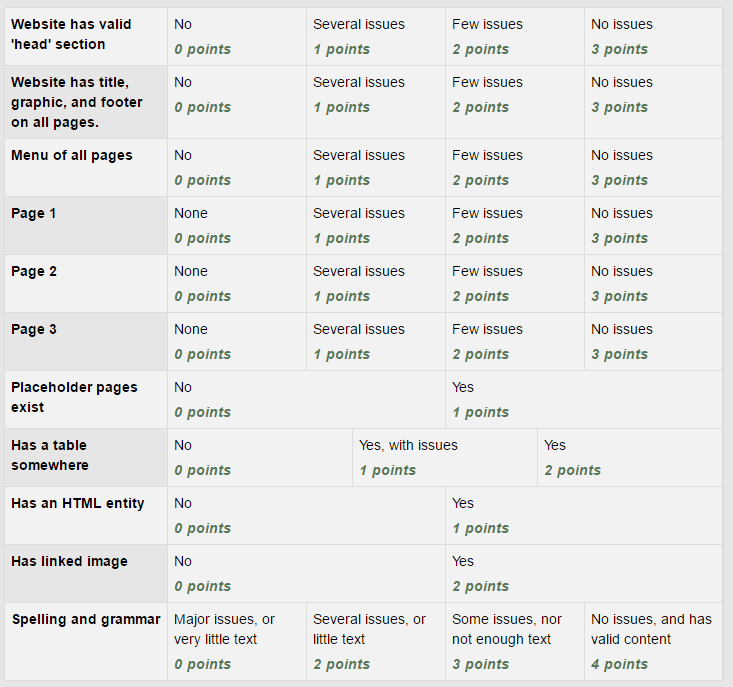 Website has valid 'head' section
No
0 points
Several issues
1 points
Few issues
2 points
No issues
3 points
Website has title, graphic, and footer on all pages.
No
0 points
Several issues
1 points
Few issues
2 points
No issues
3 points
Menu of all pages
No
0 points
Several issues
1 points
Few issues
2 points
No issues
3 points
Page 1
None
0 points
Several issues
1 points
Few issues
2 points
No issues
3 points
Page 2
None
0 points
Several issues
1 points
Few issues
2 points
No issues
3 points
Page 3
None
0 points
Several issues
1 points
Few issues
2 points
No issues
3 points
Placeholder pages exist
No
0 points
Yes
1 points
Has a table somewhere
No
0 points
Yes, with issues
1 points
Yes
2 points
Has an HTML entity
No
0 points
Yes
1 points
Has linked image
No
0 points
Yes
2 points
Spelling and grammar
Major issues, or very little text
0 points
Several issues, or little text
2 points
Some issues, nor not enough text
3 points
No issues, and has valid content
4 points